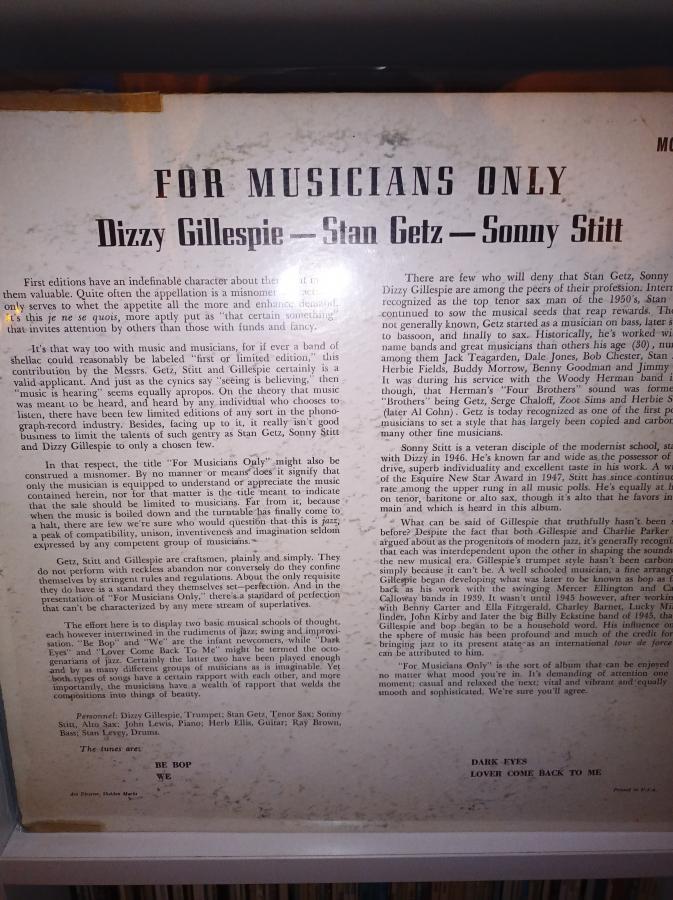 FOR MUSICIANS ONLY
Dizzy Gillespie — Stan Getz — Sonny Stitt
First editions have an indefinable character about
them valuable. Quite often the appellation is a misnomer
only serves to whet the appetite all the more and enhance demand.
It's this je ne se quois, more aptly put as "that certain something"
that invites attention by others than those with funds and fancy.
It's that way too with music and musicians, for if ever a band of
shellac could reasonably be labeled "first or limited edition," this
contribution by the Messrs. Getz, Stitt and Gillespie certainly is a
valid applicant. And just as the cynics say "seeing is believing," then
"music is hearing" seems equally apropos. On the theory that music
was meant to be heard, and heard by any individual who chooses to
listen, there have been few limited editions of any sort in the phono-
graph-record industry. Besides, facing up to it, it really isn't good
business to limit the talents of such gentry as Stan Getz, Sonny Stitt
and Dizzy Gillespie to only a chosen few.
In that respect, the title "For Musicians Only" might also be
construed a misnomer. By no manner or means does it signify that
only the musician is equipped to understand or appreciate the music
contained herein, nor for that matter is the title meant to indicate
that the sale should be limited to musicians. Far from it, because
when the music is boiled down and the turntable has finally come to
a halt, there are few we're sure who would question that this is jazz;
a peak of compatibility, unison, inventiveness and imagination seldom
expressed by any competent group of musicians.
Getz, Stitt and Gillespie are craftsmen, plainly and simply. They
do not perform with reckless abandon nor conversely do they confine
themselves by stringent rules and regulations. About the only requisite
they do have is a standard they themselves set—perfection. And in the
presentation of "For Musicians Only," there's a standard of perfection
that can't be characterized by any mere stream of superlatives.
The effort here is to display two basic musical schools of thought,
each however intertwined in the rudiments of jazz; swing and improvi-
sation. "Be Bop" and "We" are the infant newcomers, while "Dark
Eyes" and "Lover Come Back To Me" might be termed the octo-
genarians of jazz. Certainly the latter two have been played enough
and by as many different groups of musicians as is imaginable. Yet
both types of songs have a certain rapport with each other, and more
importantly, the musicians have a wealth of rapport that welds the
compositions into things of beauty.
Personnel: Dizzy Gillespie, Trumpet; Stan Getz, Tenor Sax; Sonny
Stitt, Alto Sax; John Lewis, Piano; Herb Ellis, Guitar; Ray Brown,
Bass; Stan Levey, Drums.
The tunes are:
BE BOP
WE
Art Director, Sheldon Marks
There are few who will deny that Stan Getz, Sonny
Dizzy Gillespie are among the peers of their profession.
recognized as the top tenor sax man of the 1950's, Stan
continued to sow the musical seeds that reap rewards.
not generally known, Getz started as a musician on bass, later
to bassoon, and finally to sax. Historically, he's worked
name bands and great musicians than others his age (30),
among them Jack Teagarden, Dale Jones, Bob Chester, Stan
Herbie Fields, Buddy Morrow, Benny Goodman and Jimmy
It was during his service with the Woody Herman band
though, that Herman's "Four Brothers" sound was
"Brothers" being Getz, Serge Chaloff, Zoot Sims and Herbie
(later Al Cohn). Getz is today recognized as one of the first
musicians to set a style that has largely been copied and
many other fine musicians.
Sonny Stitt is a veteran disciple of the modernist school,
with Dizzy in 1946. He's known far and wide as the possessor of
drive, superb individuality and excellent taste in his work. A
of the Esquire New Star Award in 1947, Stitt has since
rate among the upper rung in all music polls. He's equally at
on tenor, baritone or alto sax, though it's alto that he favors in
main and which is heard in this album.
What can be said of Gillespie that truthfully hasn't been
before? Despite the fact that both Gillespie and Charlie Parker
argued about as the progenitors of modern jazz, it's generally
that each was interdependent upon the other in shaping the sounds
the new musical era. Gillespie's trumpet style hasn't been
simply because it can't be. A well schooled musician, a fine
Gillespie began developing what was later to be known as bop as
back as his work with the swinging Mercer Ellington and
Calloway bands in 1939. It wasn't until 1945 however, after
with Benny Carter and Ella Fitzgerald, Charley Barnet, Lucky
linder, John Kirby and later the big Billy Eckstine band of 1945,
Gillespie and bop began to be a household word. His influence
the sphere of music has been profound and much of the credit
bringing jazz to its present state as an international tour de force
can be attributed to him.
"For Musicians Only" is the sort of album that can be enjoyed
no matter what mood you're in. It's demanding of attention one
moment; casual and relaxed the next; vital and vibrant and equally
smooth and sophisticated. We're sure you'll agree.
DARK EYES
LOVER COME BACK TO ME
Printed in U.S.A.